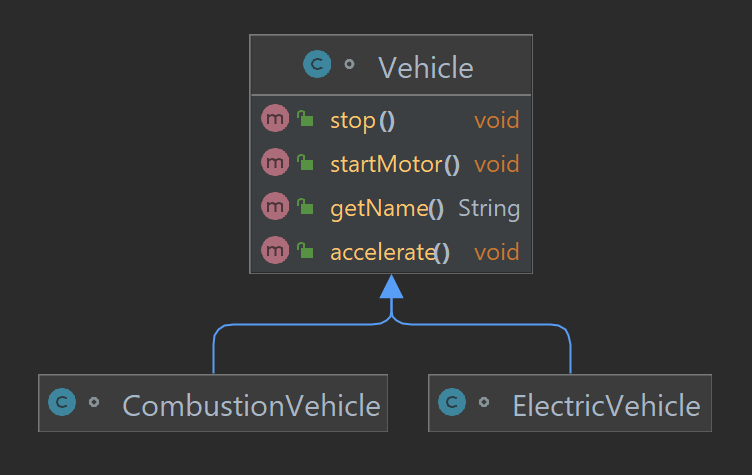 C Vehicle
m stop() void
m startMotor() void
m getName() String
m accelerate() void
C CombustionVehicle
C ElectricVehicle